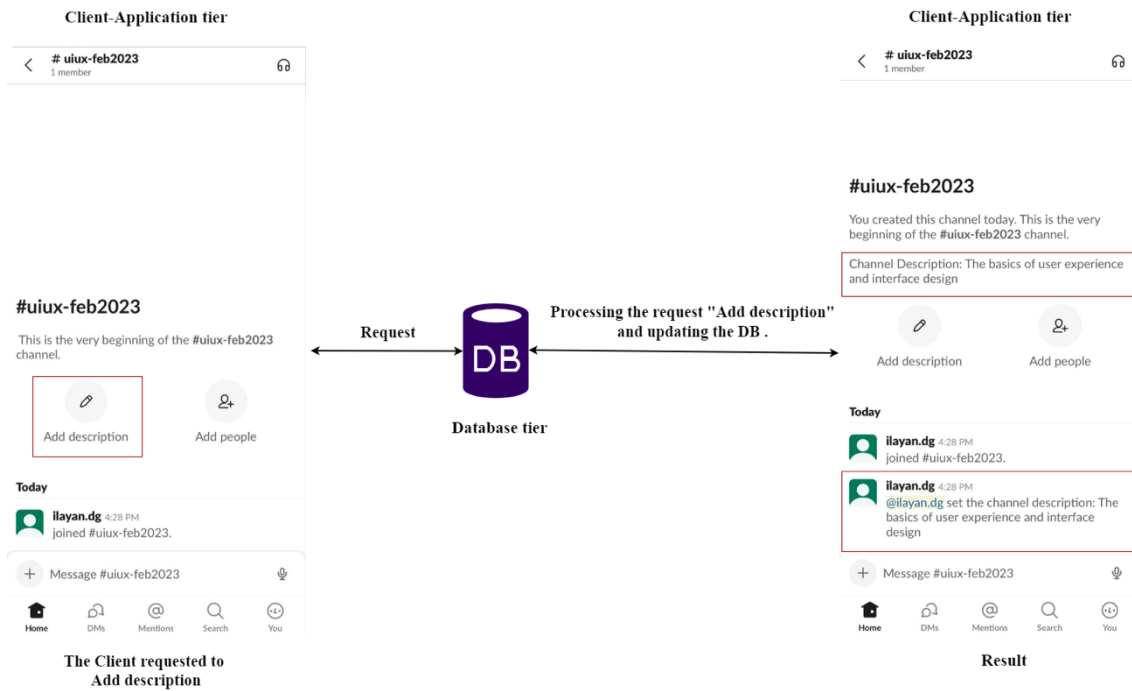 Client-Application tier
# uiux-feb2023
1 member
#uiux-feb2023
This is the very beginning of the #uiux-feb2023
channel.
Add description
Add people
Today
ilayan.dg 4:28 PM
joined #uiux-feb2023.
Message #uiux-feb2023
Home
DMs
Mentions
Search
You
The Client requested to
Add description
Request
DB
Database tier
Processing the request "Add description"
and updating the DB .
Client-Application tier
# uiux-feb2023
1 member
#uiux-feb2023
You created this channel today. This is the very
beginning of the #uiux-feb2023 channel.
Channel Description: The basics of user experience
and interface design
Add description
Add people
Today
ilayan.dg 4:28 PM
joined #uiux-feb2023.
ilayan.dg 4:28 PM
@ilayan.dg set the channel description: The
basics of user experience and interface
design
Message #uiux-feb2023
Home
DMs
Mentions
Search
You
Result